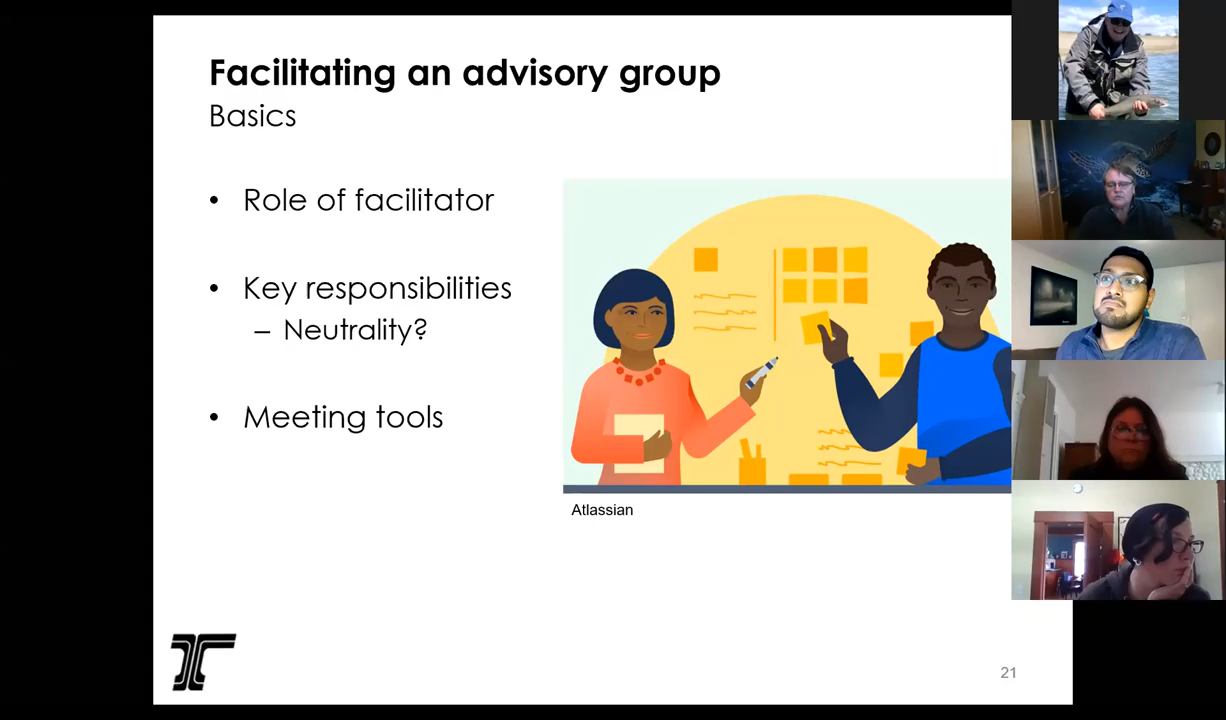 Facilitating an advisory group
Basics
• Role of facilitator
• Key responsibilities
– Neutrality?
• Meeting tools
Atlassian
21